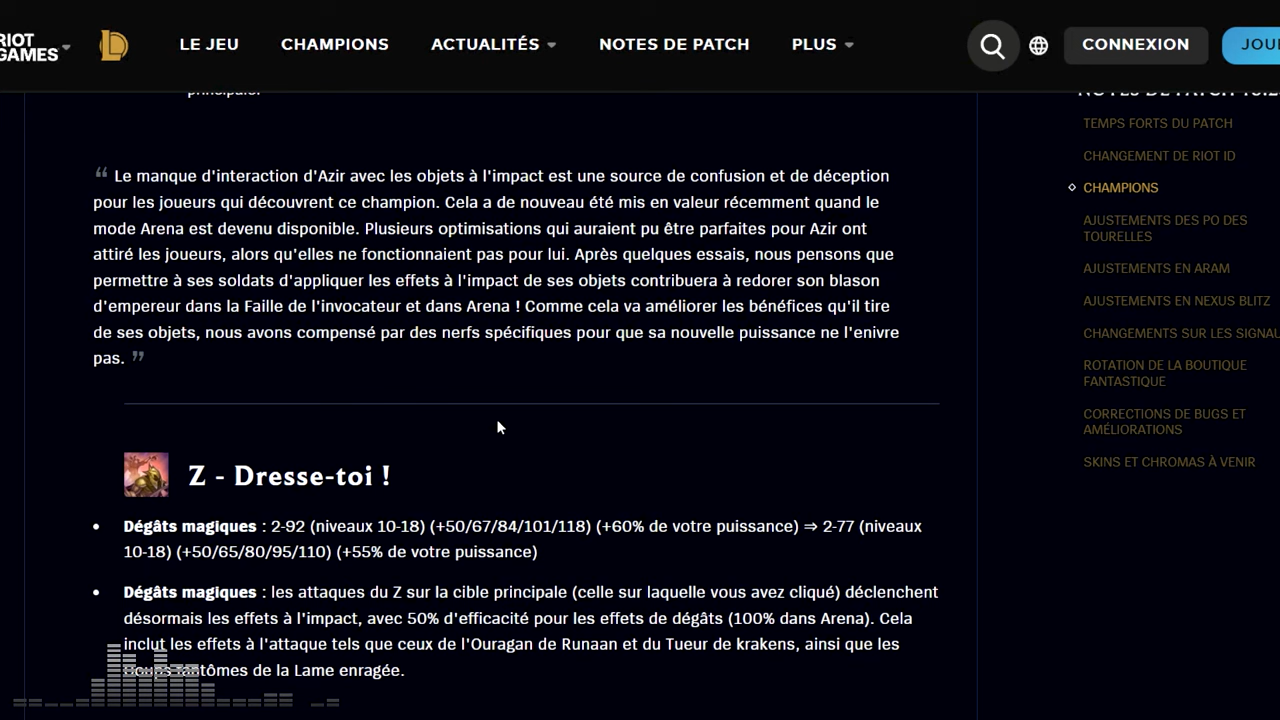 RIOT
GAMES
LE JEU
CHAMPIONS
ACTUALITÉS
NOTES DE PATCH
PLUS
CONNEXION
JOUE
principale.
“ Le manque d'interaction d'Azir avec les objets à l'impact est une source de confusion et de déception
pour les joueurs qui découvrent ce champion. Cela a de nouveau été mis en valeur récemment quand le
mode Arena est devenu disponible. Plusieurs optimisations qui auraient pu être parfaites pour Azir ont
attiré les joueurs, alors qu'elles ne fonctionnaient pas pour lui. Après quelques essais, nous pensons que
permettre à ses soldats d'appliquer les effets à l'impact de ses objets contribuera à redorer son blason
d'empereur dans la Faille de l'invocateur et dans Arena ! Comme cela va améliorer les bénéfices qu'il tire
de ses objets, nous avons compensé par des nerfs spécifiques pour que sa nouvelle puissance ne l'enivre
pas. ”
Z - Dresse-toi !
• Dégâts magiques : 2-92 (niveaux 10-18) (+50/67/84/101/118) (+60% de votre puissance) ⇒ 2-77 (niveaux
10-18) (+50/65/80/95/110) (+55% de votre puissance)
• Dégâts magiques : les attaques du Z sur la cible principale (celle sur laquelle vous avez cliqué) déclenchent
désormais les effets à l'impact, avec 50% d'efficacité pour les effets de dégâts (100% dans Arena). Cela
inclut les effets à l'attaque tels que ceux de l'Ouragan de Runaan et du Tueur de krakens, ainsi que les
coups fantômes de la Lame enragée.
NOTES DE PATCH
TEMPS FORTS DU PATCH
CHANGEMENT DE RIOT ID
CHAMPIONS
AJUSTEMENTS DES PO DES
TOURELLES
AJUSTEMENTS EN ARAM
AJUSTEMENTS EN NEXUS BLITZ
CHANGEMENTS SUR LES SIGNAU
ROTATION DE LA BOUTIQUE
FANTASTIQUE
CORRECTIONS DE BUGS ET
AMÉLIORATIONS
SKINS ET CHROMAS À VENIR